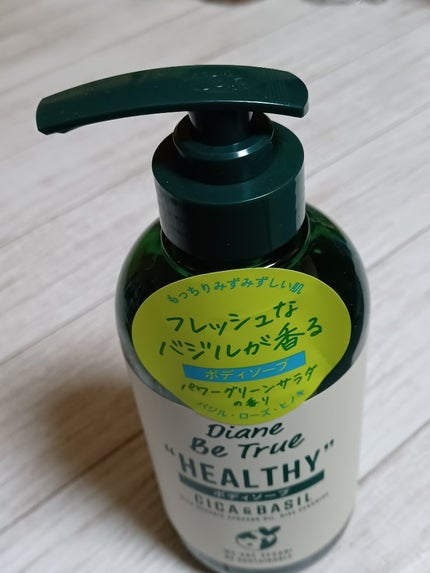 もっちりみずみずしい肌
フレッシュな
バジルが香る
ボディソープ
パワーグリーンサラダ
の香り
バジル・ローズ・ヒノキ
Diane
Be True
"HEALTHY"
ボディソープ
CICA & BASIL
WE ARE VEGAN!